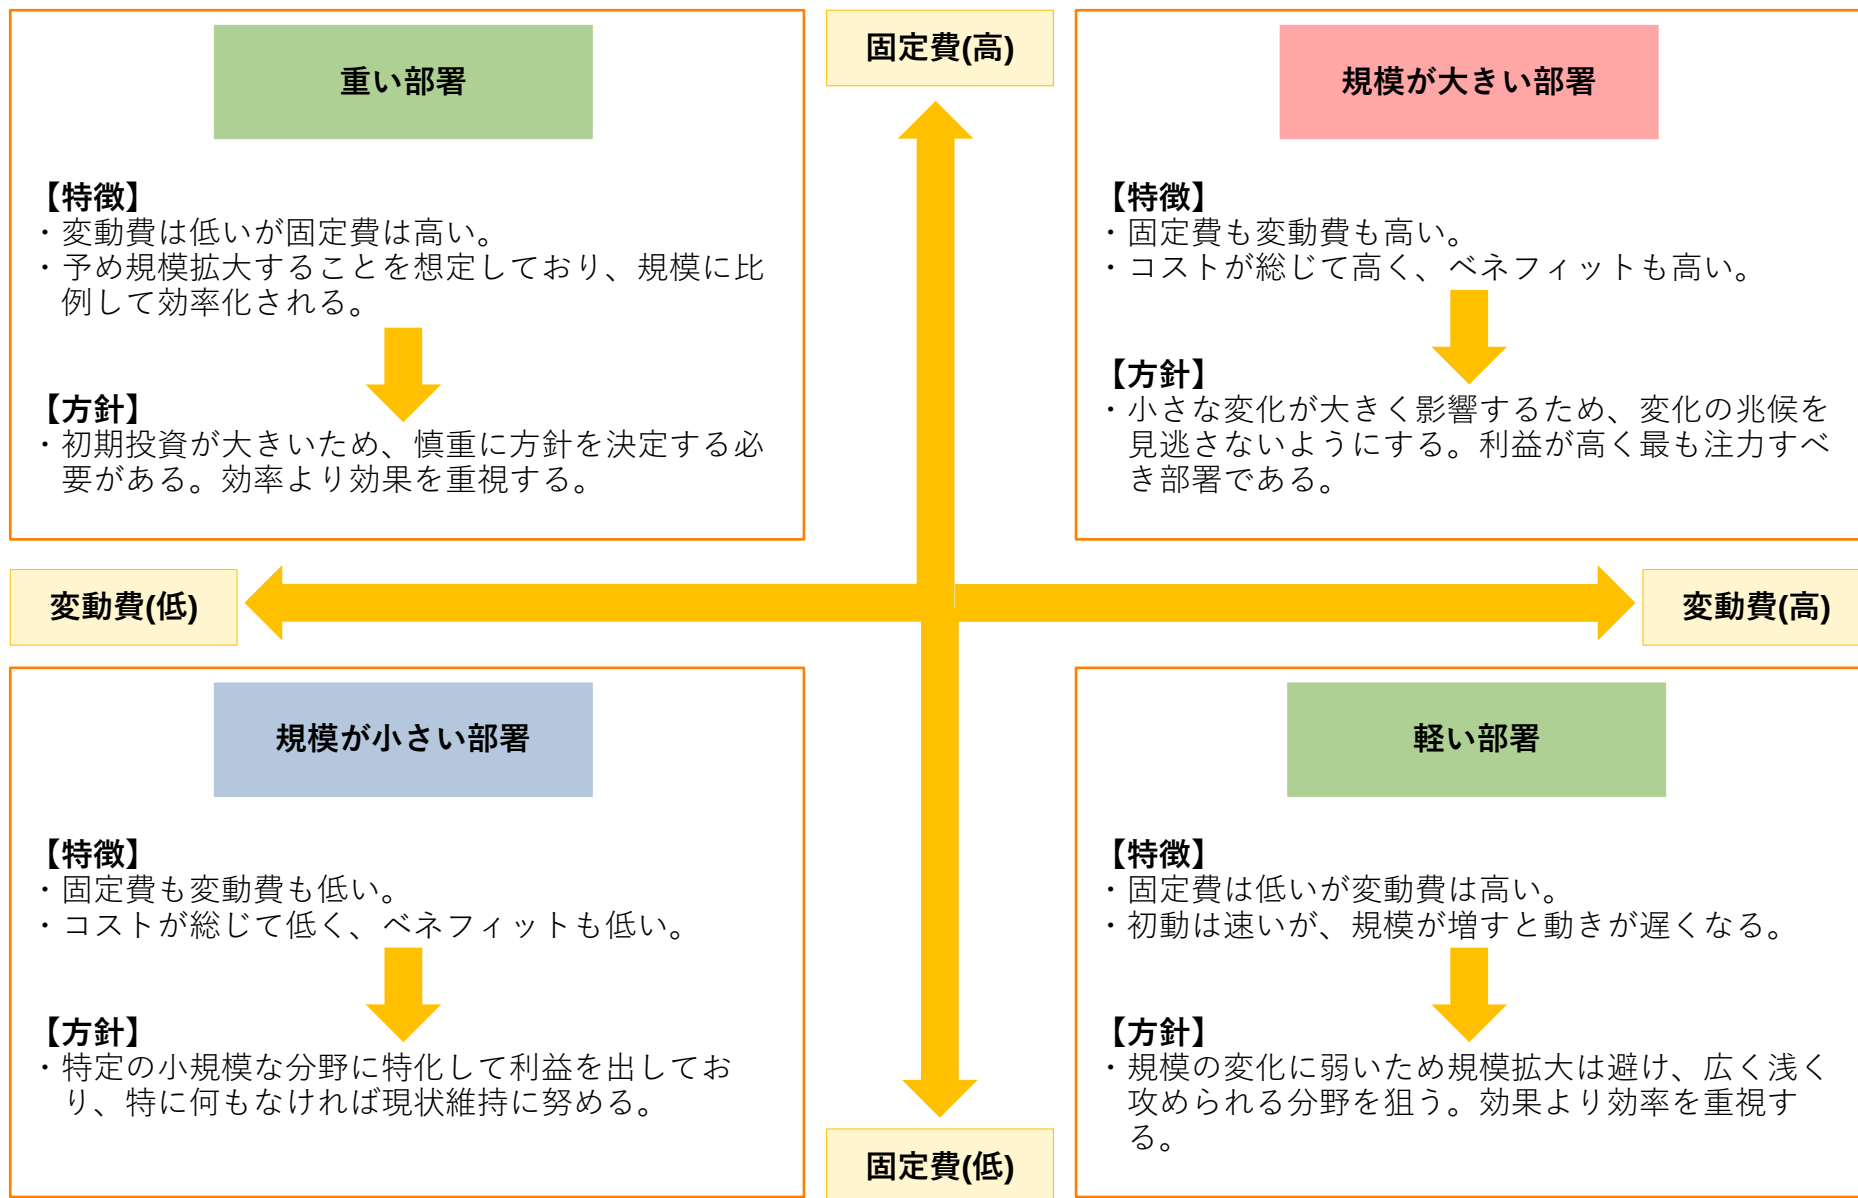 重い部署
【特徴】
・変動費は低いが固定費は高い。
・予め規模拡大することを想定しており、規模に比
例して効率化される。
【方針】
・初期投資が大きいため、慎重に方針を決定する必
要がある。効率より効果を重視する。
固定費(高)
規模が大きい部署
【特徴】
・固定費も変動費も高い。
・コストが総じて高く、ベネフィットも高い。
【方針】
・小さな変化が大きく影響するため、変化の兆候を
見逃さないようにする。利益が高く最も注力すべ
き部署である。
変動費(低)
変動費(高)
規模が小さい部署
【特徴】
・固定費も変動費も低い。
・コストが総じて低く、ベネフィットも低い。
【方針】
・特定の小規模な分野に特化して利益を出してお
り、特に何もなければ現状維持に努める。
固定費(低)
軽い部署
【特徴】
・固定費は低いが変動費は高い。
・初動は速いが、規模が増すと動きが遅くなる。
【方針】
・規模の変化に弱いため規模拡大は避け、広く浅く
攻められる分野を狙う。効果より効率を重視す
る。